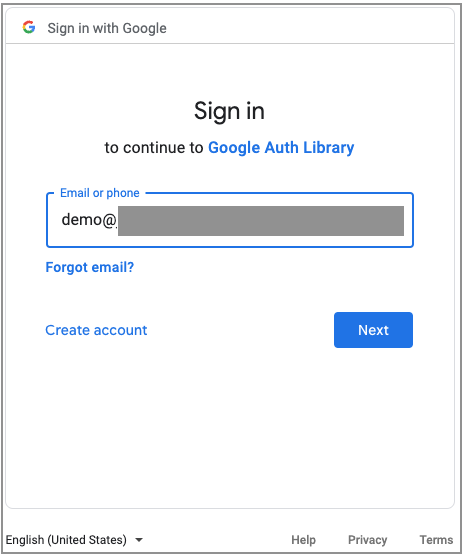 Sign in with Google
Sign in
to continue to Google Auth Library
Email or phone
demo@
Forgot email?
Create account Next
English (United States) Help Privacy Terms